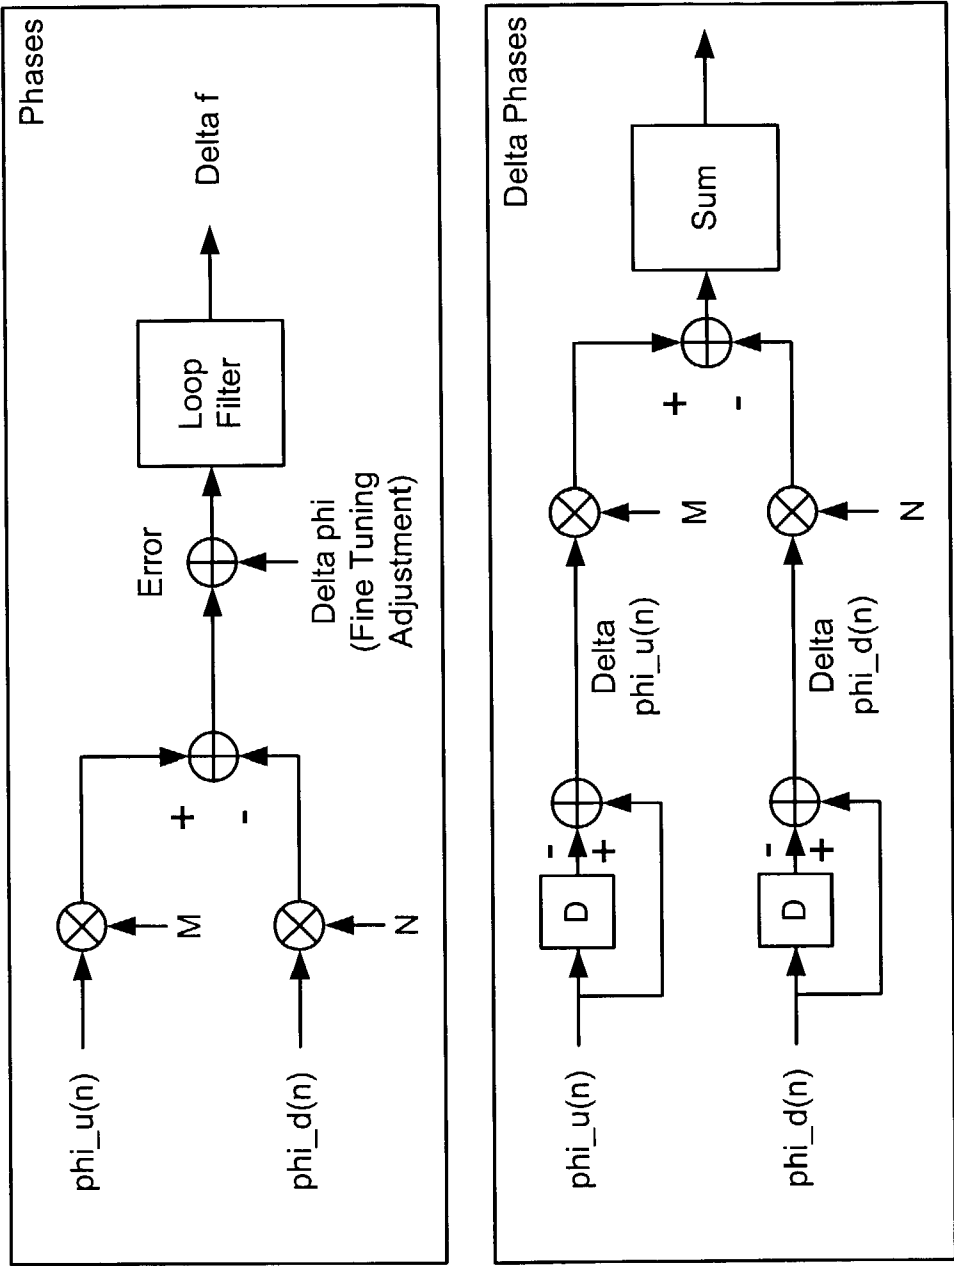 Phases
phi_u(n)
M
+
-
phi_d(n)
N
Error
Delta phi
(Fine Tuning
Adjustment)
Loop
Filter
Delta f
Delta Phases
phi_u(n)
D
-
+
Delta
phi_u(n)
M
+
-
phi_d(n)
D
-
+
Delta
phi_d(n)
N
Sum